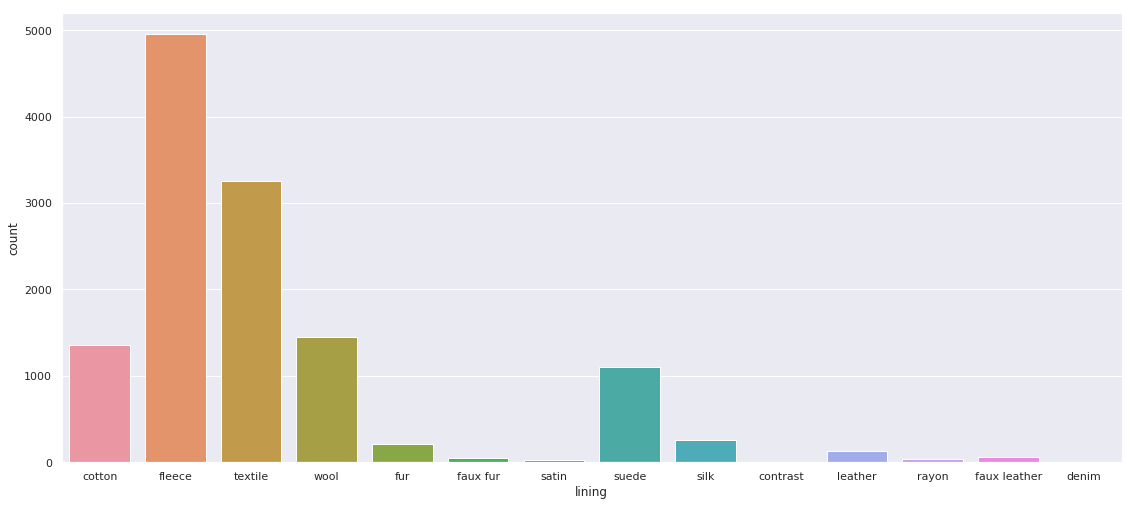 5000
4000
3000
2000
1000
0
count
cotton fleece textile wool fur faux fur satin suede silk contrast leather rayon faux leather denim
lining